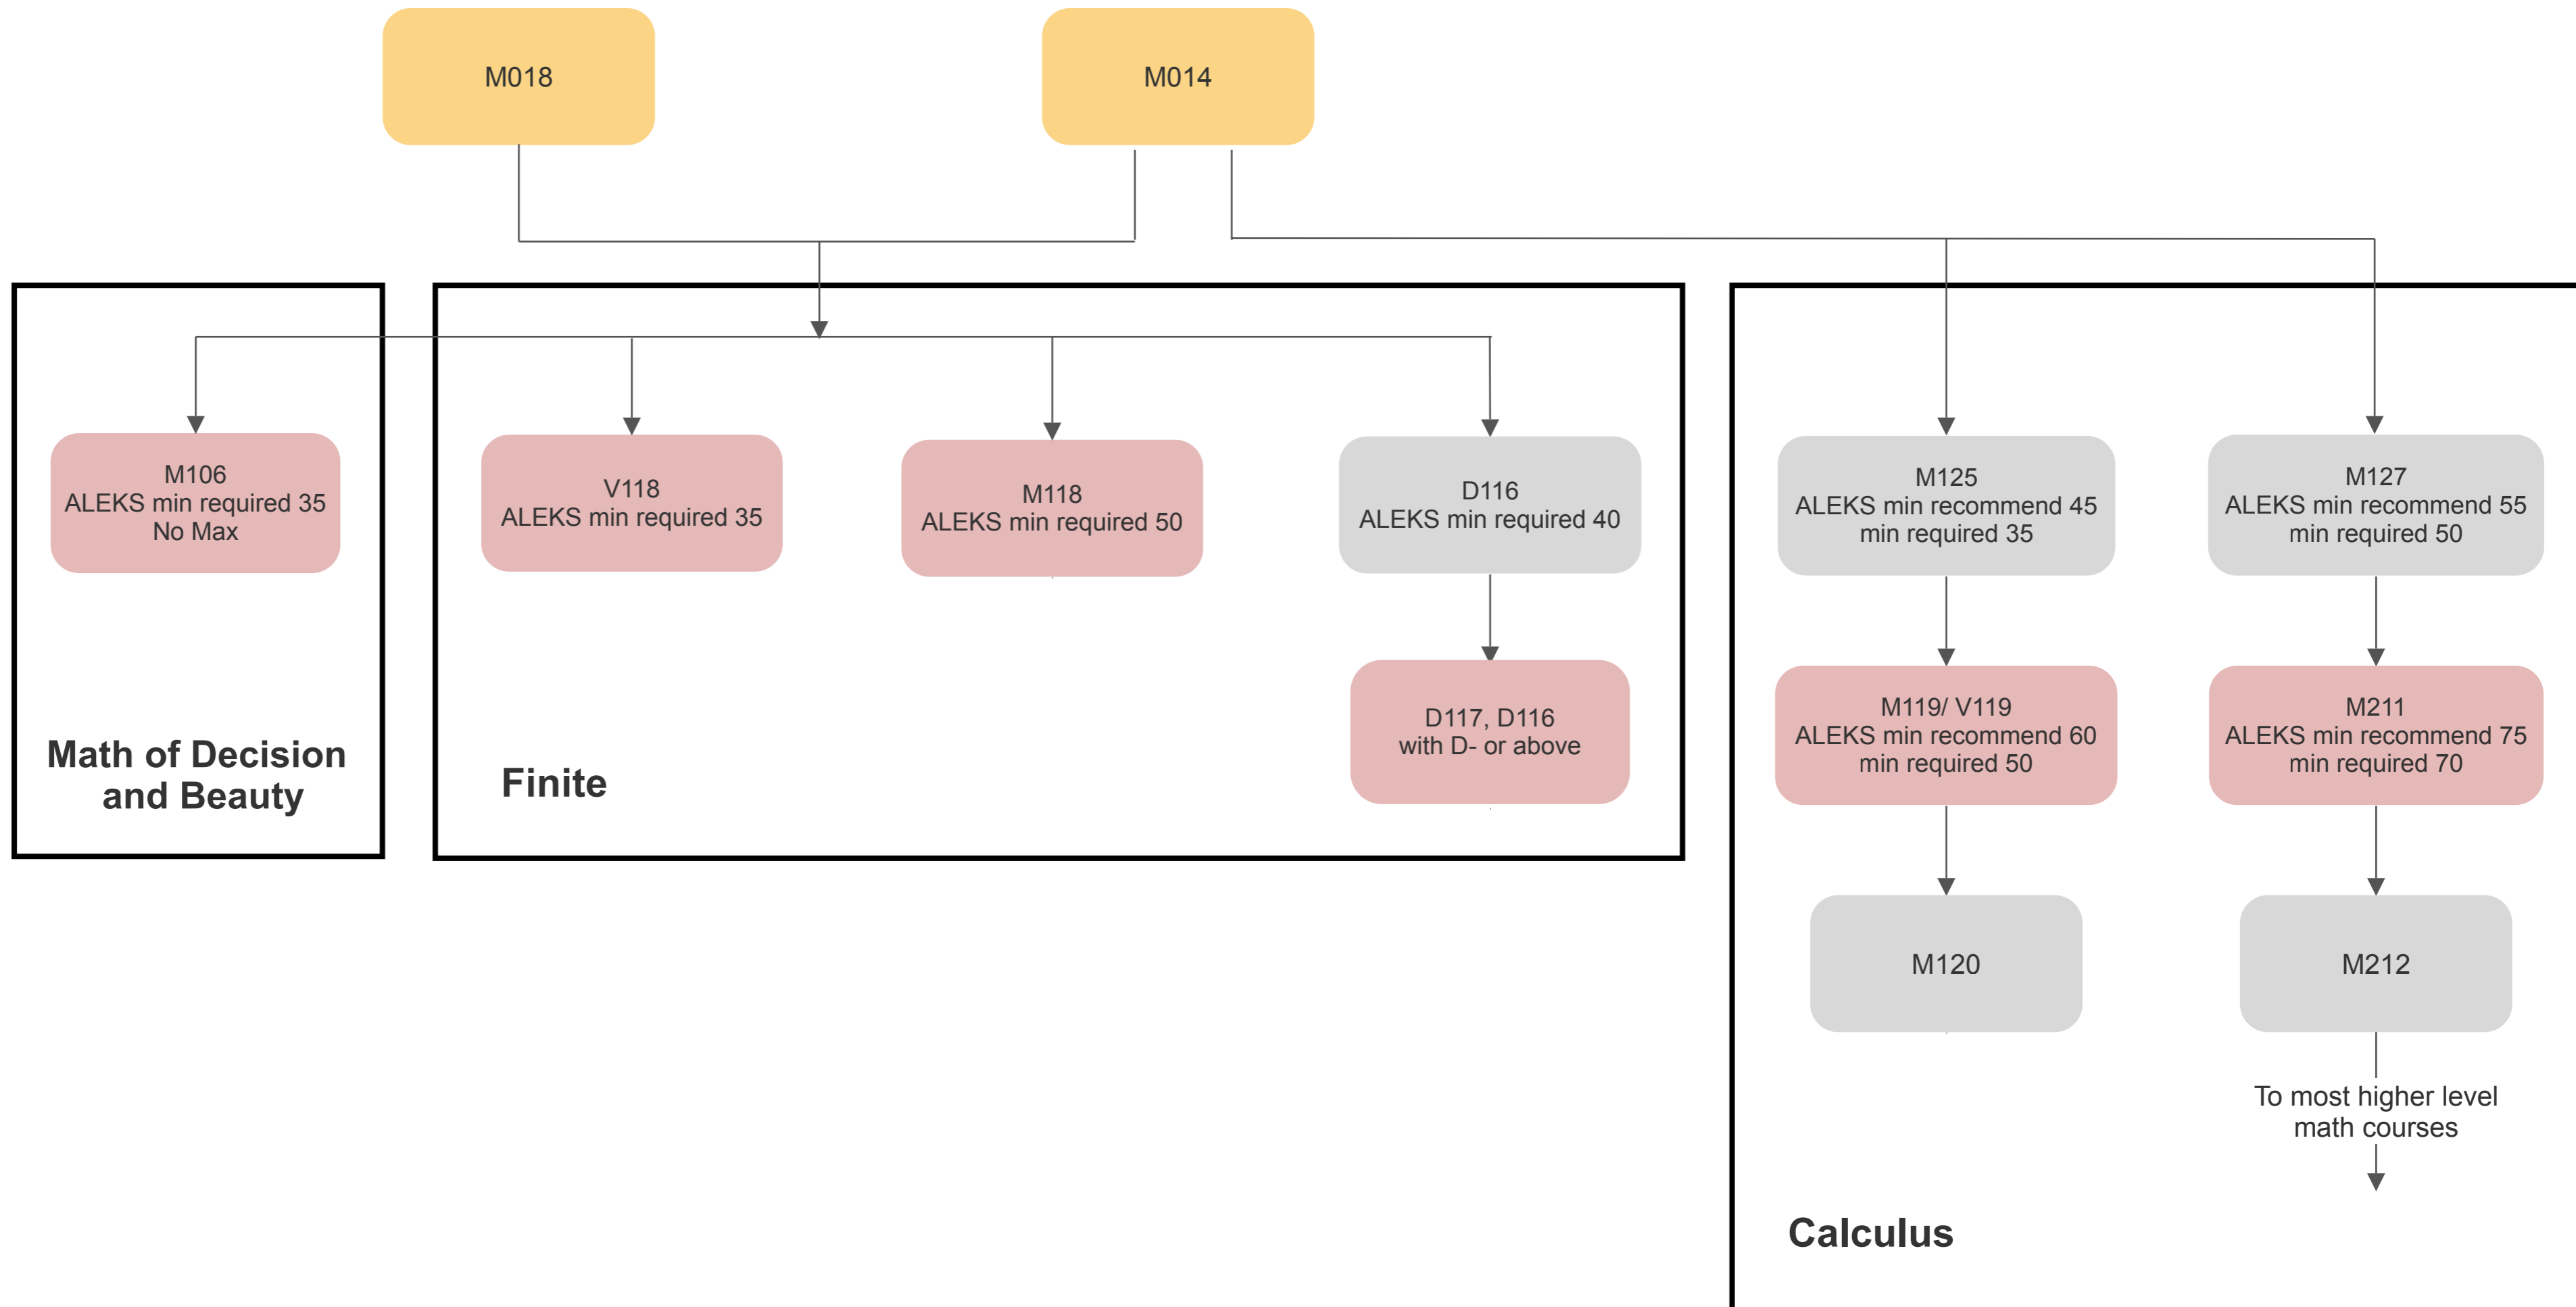 M018
M014
M106
ALEKS min required 35
No Max
V118
ALEKS min required 35
M118
ALEKS min required 50
D116
ALEKS min required 40
M125
ALEKS min recommend 45
min required 35
M127
ALEKS min recommend 55
min required 50
D117, D116
with D- or above
M119/ V119
ALEKS min recommend 60
min required 50
M211
ALEKS min recommend 75
min required 70
Math of Decision
and Beauty
Finite
M120
M212
To most higher level
math courses
Calculus